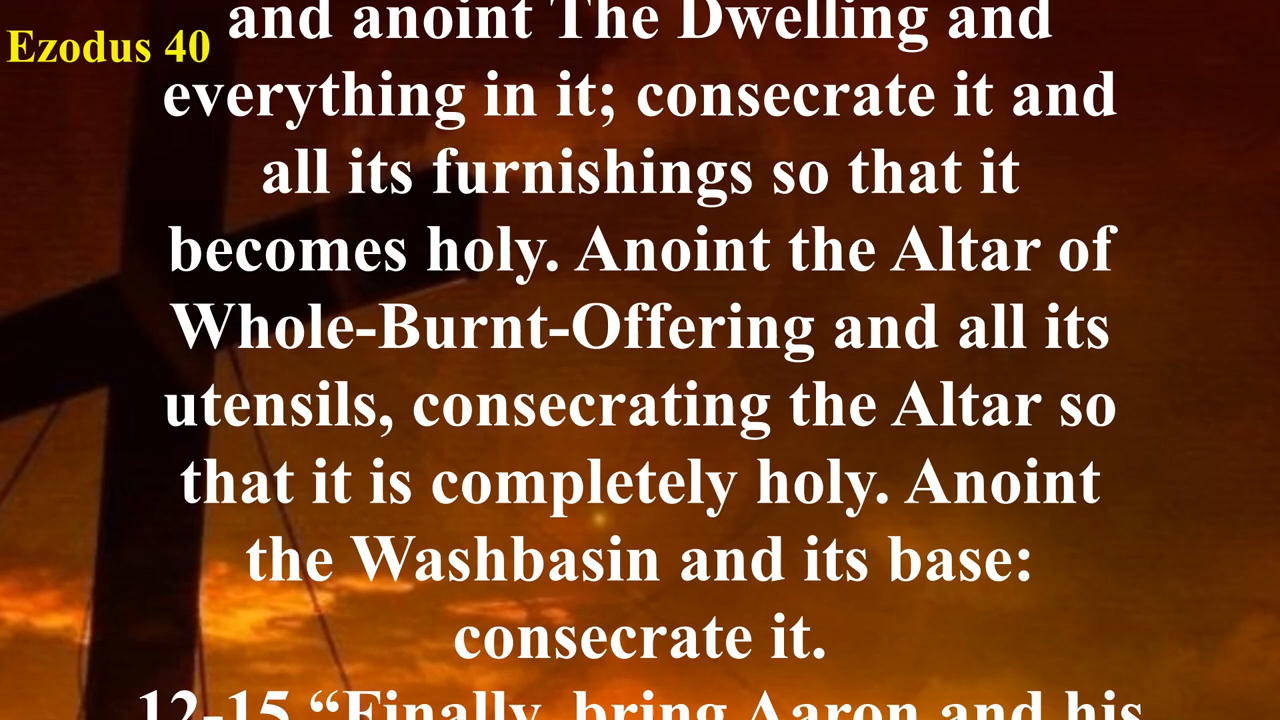 Ezodus 40
and anoint The Dwelling and
everything in it; consecrate it and
all its furnishings so that it
becomes holy. Anoint the Altar of
Whole-Burnt-Offering and all its
utensils, consecrating the Altar so
that it is completely holy. Anoint
the Washbasin and its base:
consecrate it.
12-15 “Finally, bring Aaron and his